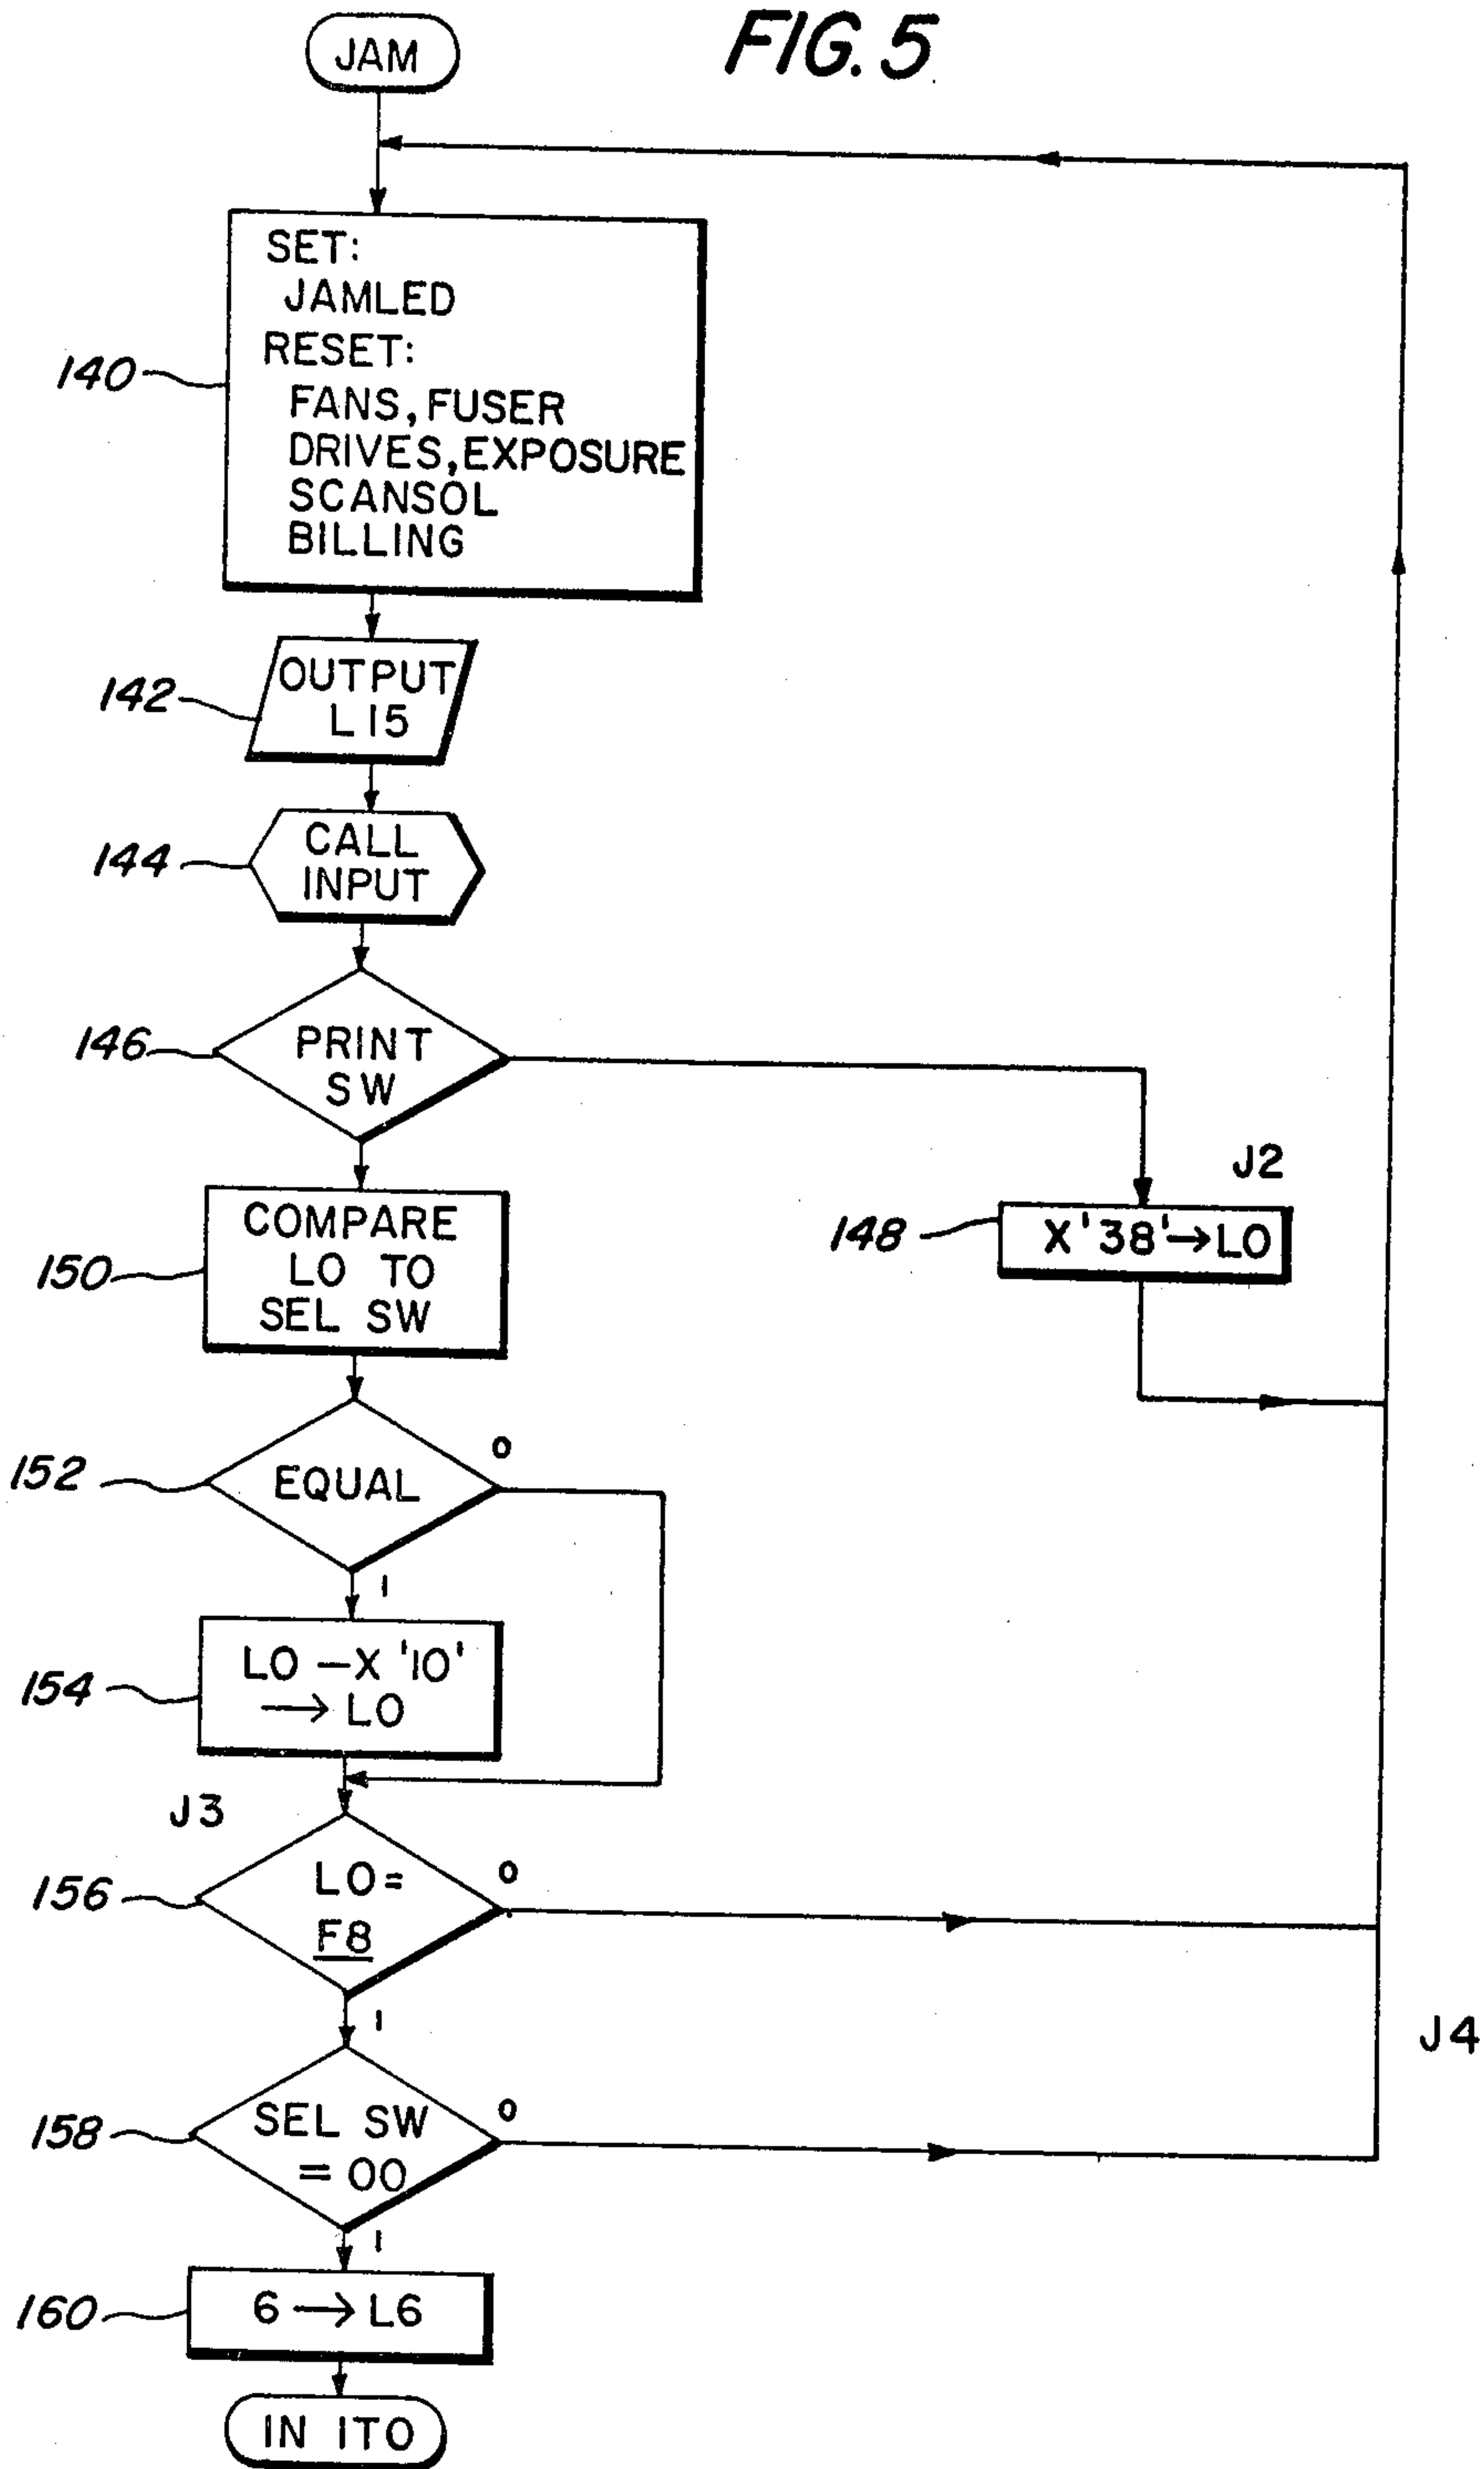 FIG. 5
JAM
SET:
JAMLED
RESET:
FANS, FUSER
DRIVES, EXPOSURE
SCANSOL
BILLING
140
OUTPUT
L15
142
CALL
INPUT
144
PRINT
SW
146
J2
X'38'→LO
148
COMPARE
LO TO
SEL SW
150
EQUAL
152
0
1
LO –X '10'
→ LO
154
J3
LO=
F8
156
0
1
J4
SEL SW
= 00
158
0
1
6 → L6
160
IN ITO